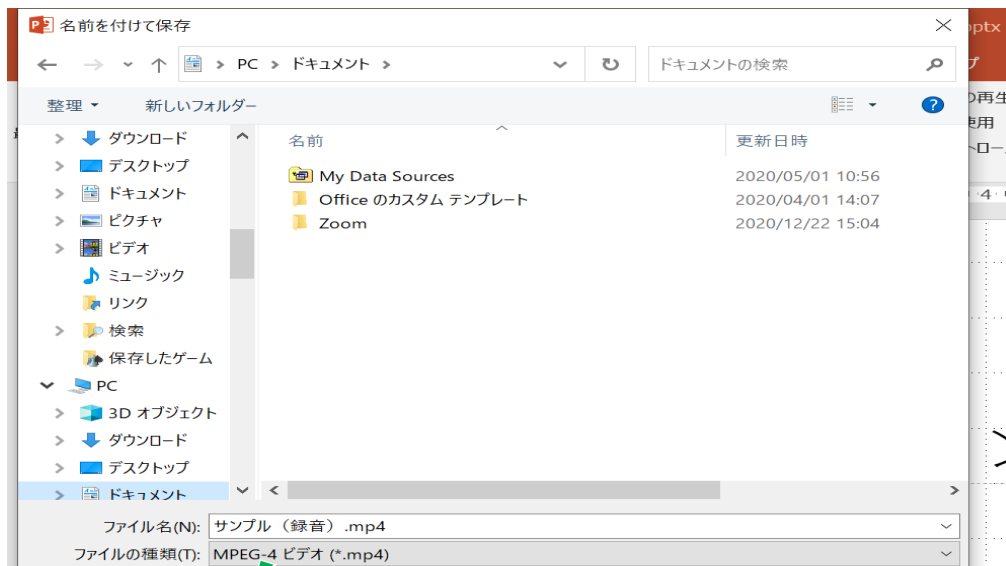 名前を付けて保存
pptx
PC > ドキュメント >
ドキュメントの検索
整理
新しいフォルダー
の再生
使用
名前
更新日時
ダウンロード
デスクトップ
ドキュメント
ピクチャ
ビデオ
ミュージック
リンク
検索
保存したゲーム
PC
3D オブジェクト
ダウンロード
デスクトップ
ドキュメント
My Data Sources 2020/05/01 10:56
Office のカスタム テンプレート 2020/04/01 14:07
Zoom 2020/12/22 15:04
4
ファイル名(N): サンプル（録音）.mp4
ファイルの種類(T): MPEG-4 ビデオ (*.mp4)